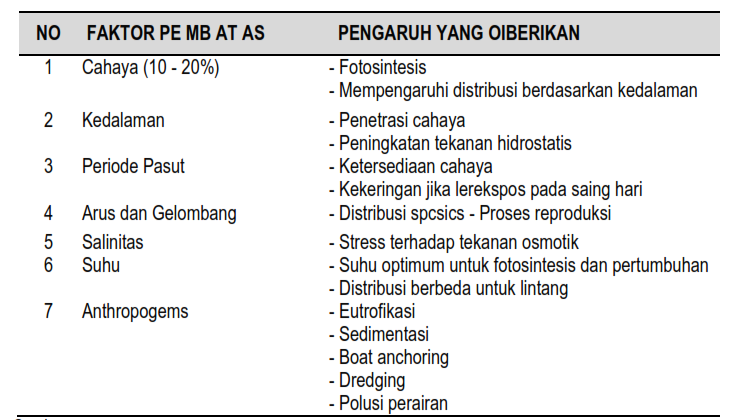 NO FAKTOR PE MB AT AS PENGARUH YANG OIBERIKAN
1 Cahaya (10 - 20%) - Fotosintesis
- Mempengaruhi distribusi berdasarkan kedalaman
2 Kedalaman - Penetrasi cahaya
- Peningkatan tekanan hidrostatis
3 Periode Pasut - Ketersediaan cahaya
- Kekeringan jika lerekspos pada saing hari
4 Arus dan Gelombang - Distribusi spcsics - Proses reproduksi
5 Salinitas - Stress terhadap tekanan osmotik
6 Suhu - Suhu optimum untuk fotosintesis dan pertumbuhan
- Distribusi berbeda untuk lintang
7 Anthropogems - Eutrofikasi
- Sedimentasi
- Boat anchoring
- Dredging
- Polusi perairan